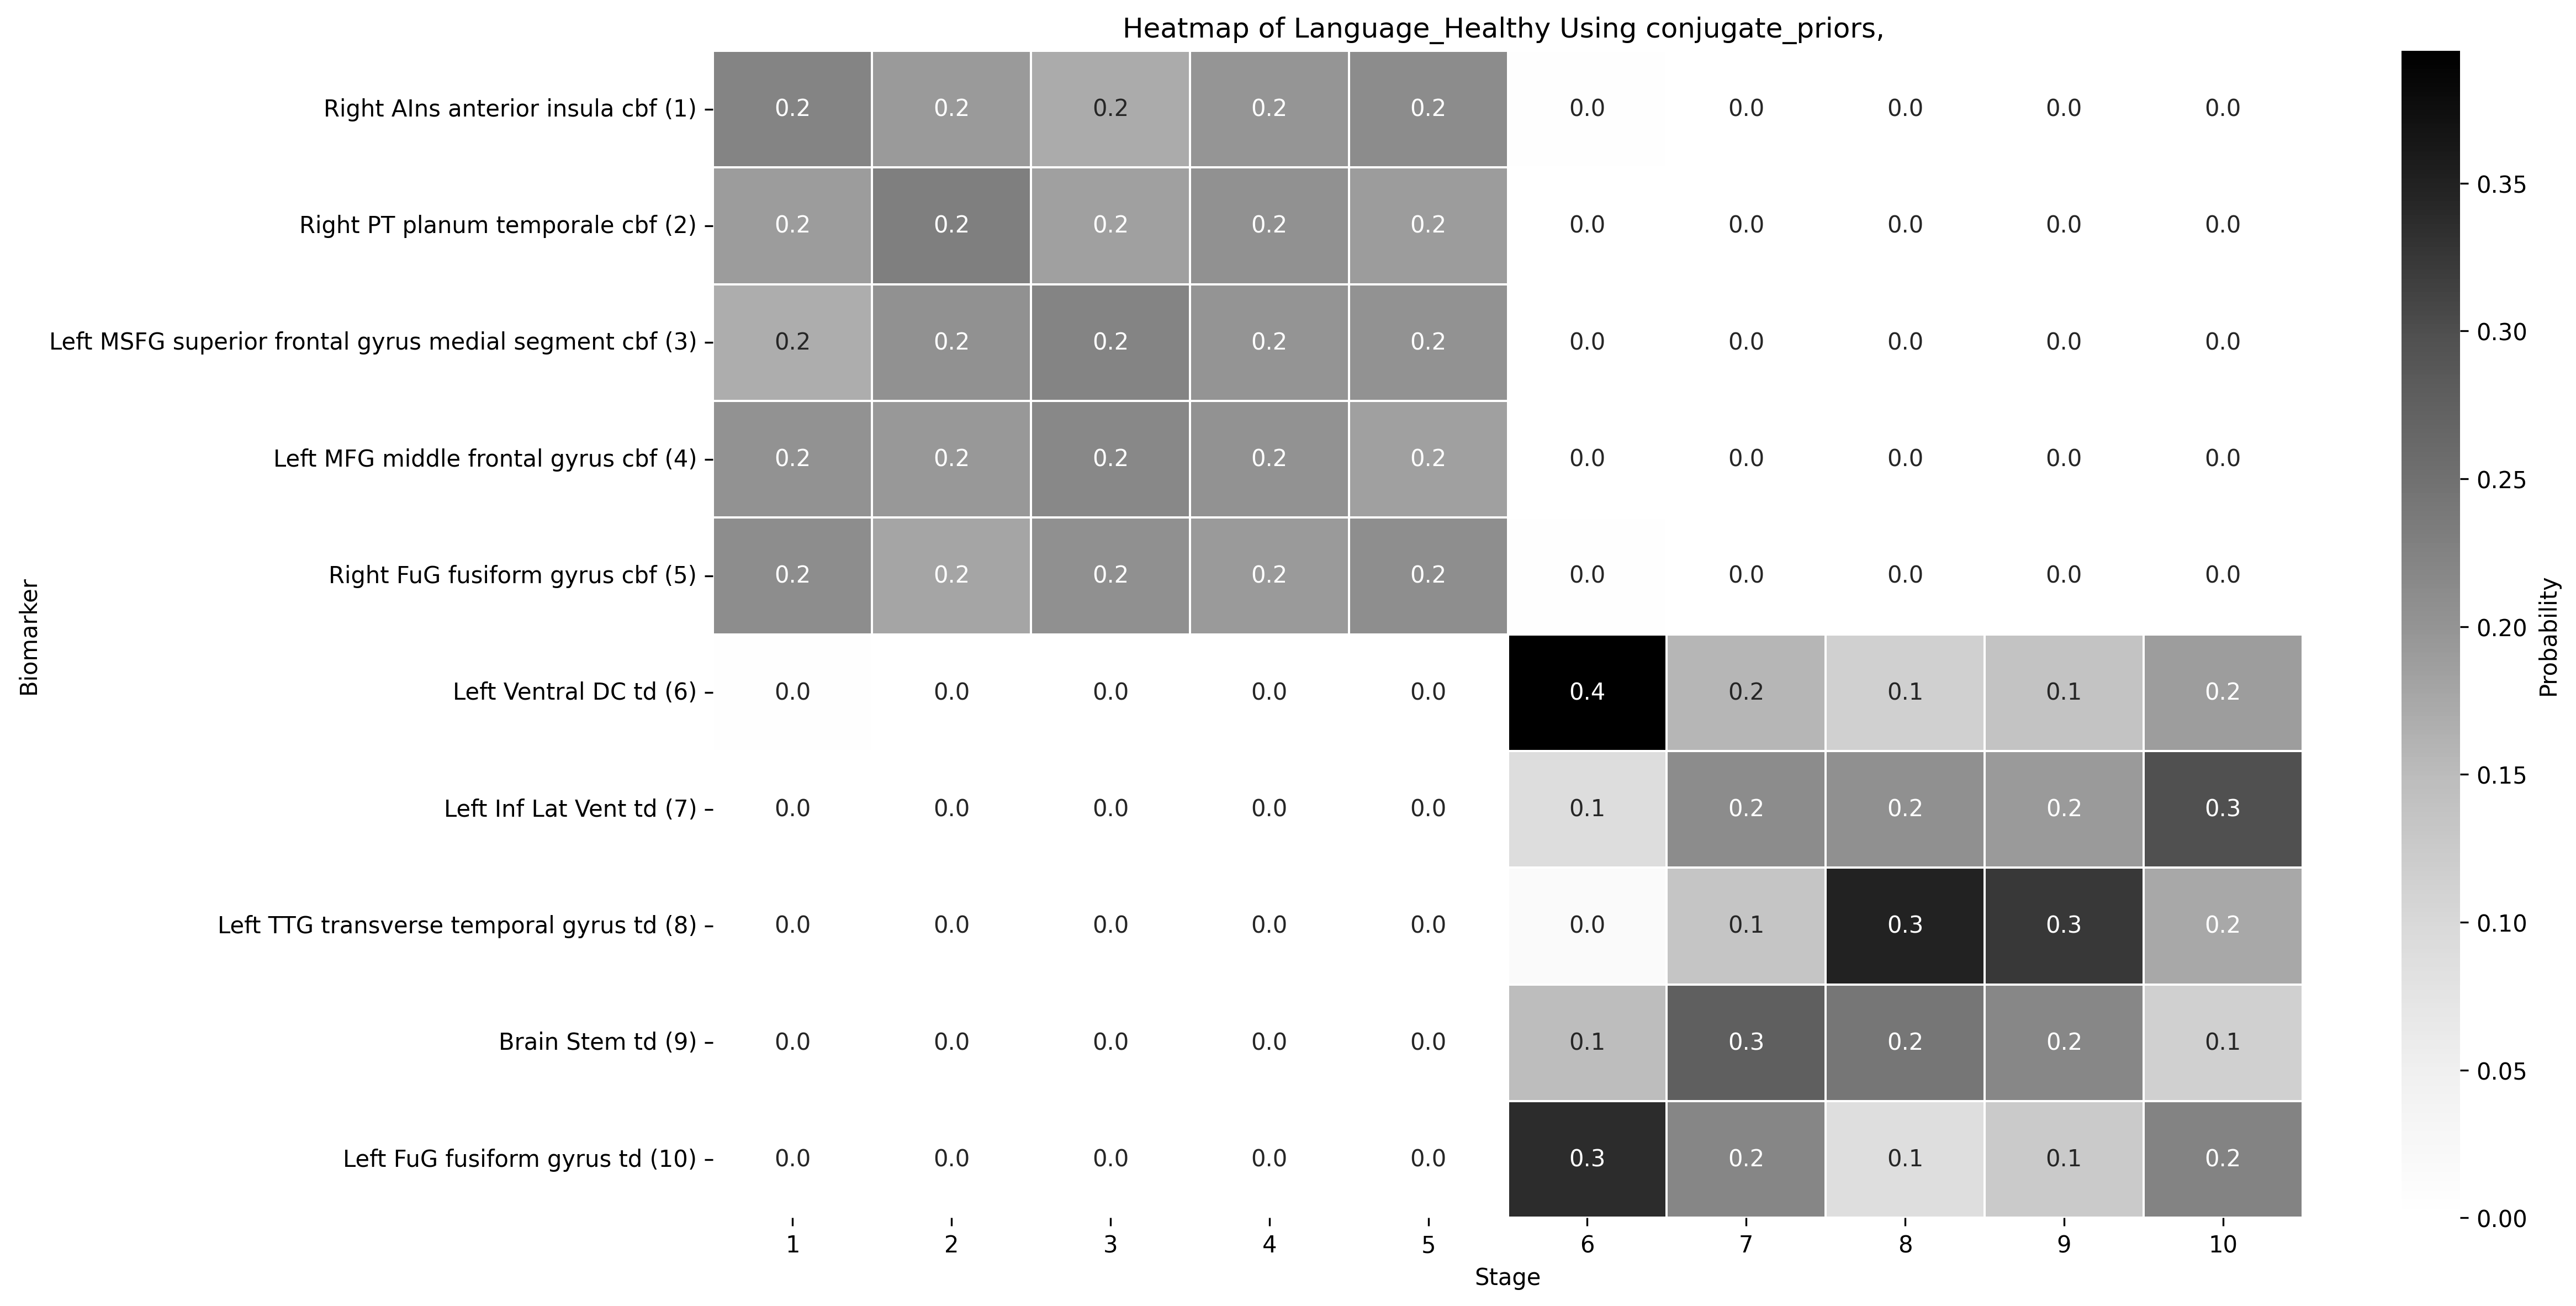 Heatmap of Language_Healthy Using conjugate_priors,
Biomarker
Right AIns anterior insula cbf (1) 0.2 0.2 0.2 0.2 0.2 0.0 0.0 0.0 0.0 0.0
Right PT planum temporale cbf (2) 0.2 0.2 0.2 0.2 0.2 0.0 0.0 0.0 0.0 0.0
Left MSFG superior frontal gyrus medial segment cbf (3) 0.2 0.2 0.2 0.2 0.2 0.0 0.0 0.0 0.0 0.0
Left MFG middle frontal gyrus cbf (4) 0.2 0.2 0.2 0.2 0.2 0.0 0.0 0.0 0.0 0.0
Right FuG fusiform gyrus cbf (5) 0.2 0.2 0.2 0.2 0.2 0.0 0.0 0.0 0.0 0.0
Left Ventral DC td (6) 0.0 0.0 0.0 0.0 0.0 0.4 0.2 0.1 0.1 0.2
Left Inf Lat Vent td (7) 0.0 0.0 0.0 0.0 0.0 0.1 0.2 0.2 0.2 0.3
Left TTG transverse temporal gyrus td (8) 0.0 0.0 0.0 0.0 0.0 0.0 0.1 0.3 0.3 0.2
Brain Stem td (9) 0.0 0.0 0.0 0.0 0.0 0.1 0.3 0.2 0.2 0.1
Left FuG fusiform gyrus td (10) 0.0 0.0 0.0 0.0 0.0 0.3 0.2 0.1 0.1 0.2
1 2 3 4 5 6 7 8 9 10
Stage
0.35
0.30
0.25
0.20
0.15
0.10
0.05
0.00
Probability